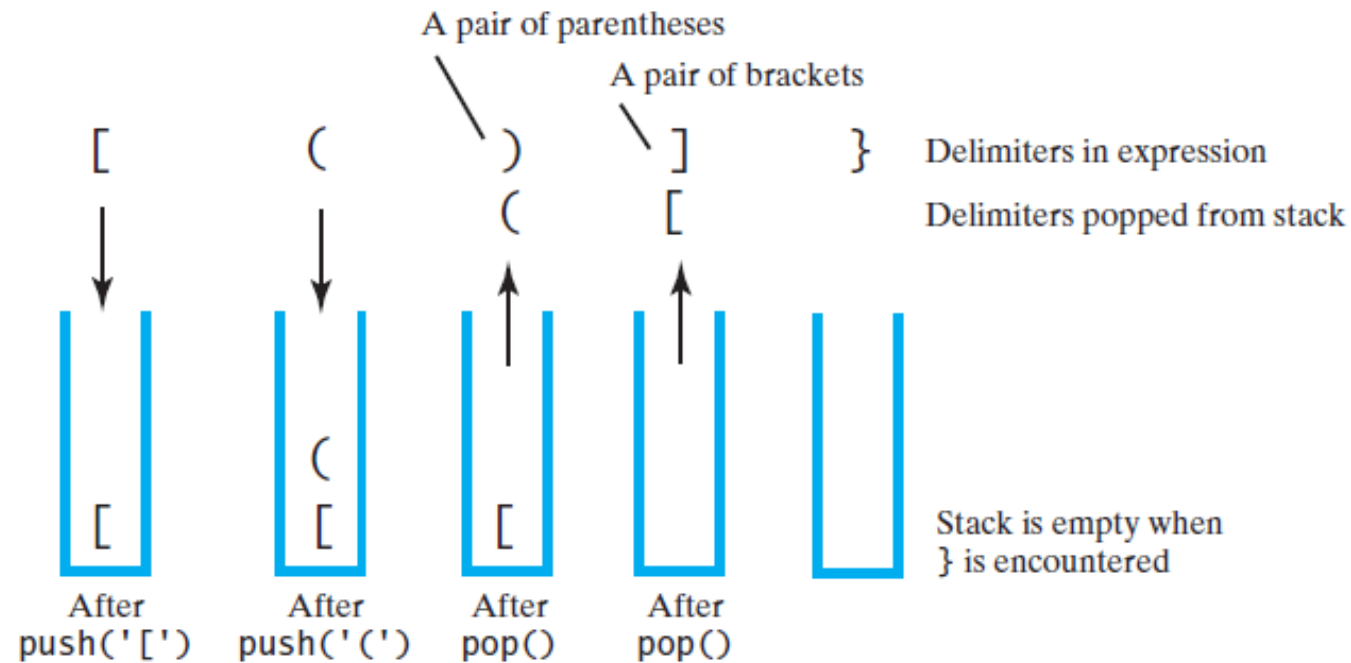 A pair of parentheses
A pair of brackets
[ ( ) ] } Delimiters in expression
( [ Delimiters popped from stack
(
[ [ [ Stack is empty when
} is encountered
After After After After
push('[') push('(') pop() pop()